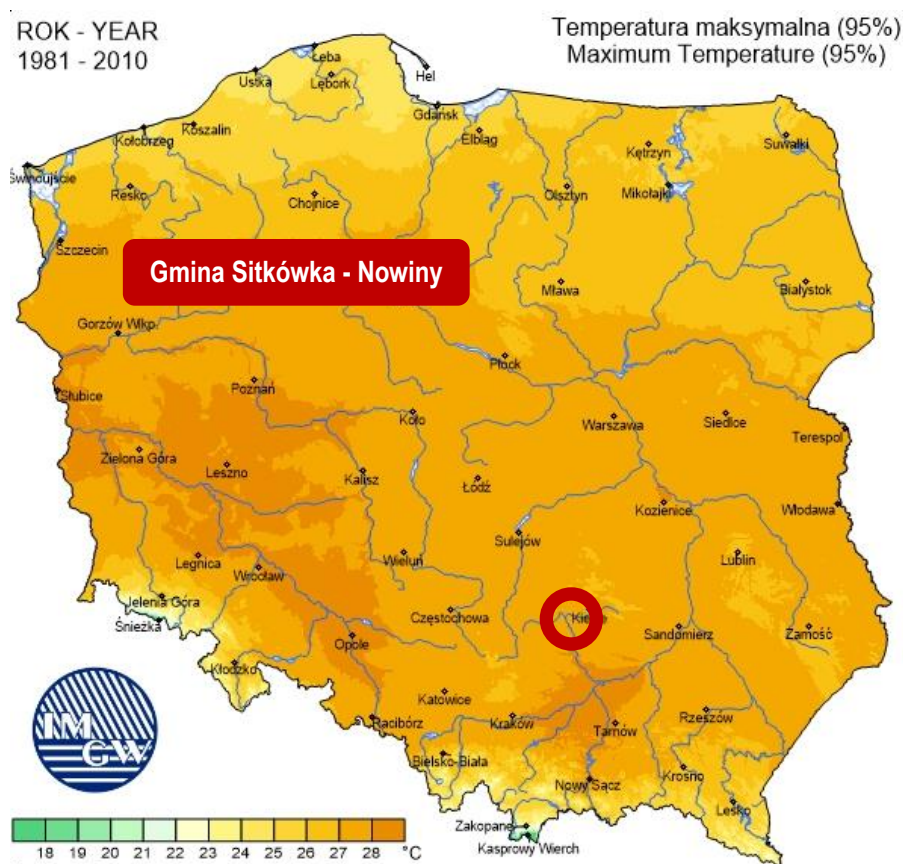 ROK - YEAR
1981 - 2010
Temperatura maksymalna (95%)
Maximum Temperature (95%)
Łeba
Ustka
Lębork
Hel
Gdańsk
Koszalin
Kołobrzeg
Elbląg
Kętrzyn
Suwałki
Świnoujście
Resko
Chojnice
Olsztyn
Mikołajki
Szczecin
Gmina Sitkówka - Nowiny
Mława
Białystok
Gorzów Wlkp.
Płock
Poznań
Słubice
Koło
Warszawa
Siedlce
Terespol
Zielona Góra
Leszno
Kalisz
Łódź
Kozienice
Włodawa
Sulejów
Legnica
Wrocław
Wieluń
Lublin
Jelenia Góra
Śnieżka
Częstochowa
Kielce
Sandomierz
Zamość
Opole
Kłodzko
Katowice
Racibórz
Kraków
Tarnów
Rzeszów
IM
GW
Bielsko-Biała
Nowy Sącz
Krosno
Lesko
Zakopane
Kasprowy Wierch
18 19 20 21 22 23 24 25 26 27 28 °C